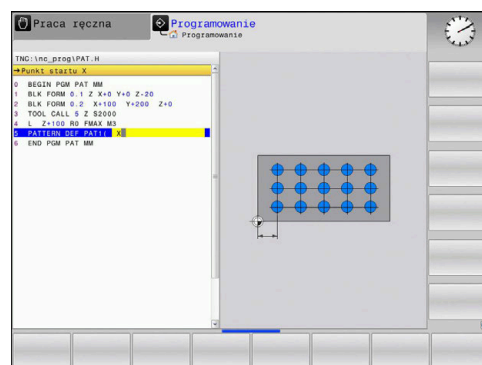 Praca ręczna
Programowanie
Programowanie
TNC:\nc_prog\PAT.H
→Punkt startu X
0 BEGIN PGM PAT MM
1 BLK FORM 0.1 Z X+0 Y+0 Z-20
2 BLK FORM 0.2 X+100 Y+200 Z+0
3 TOOL CALL 5 Z S2000
4 L Z+100 R0 FMAX M3
5 PATTERN DEF PAT1( X
6 END PGM PAT MM